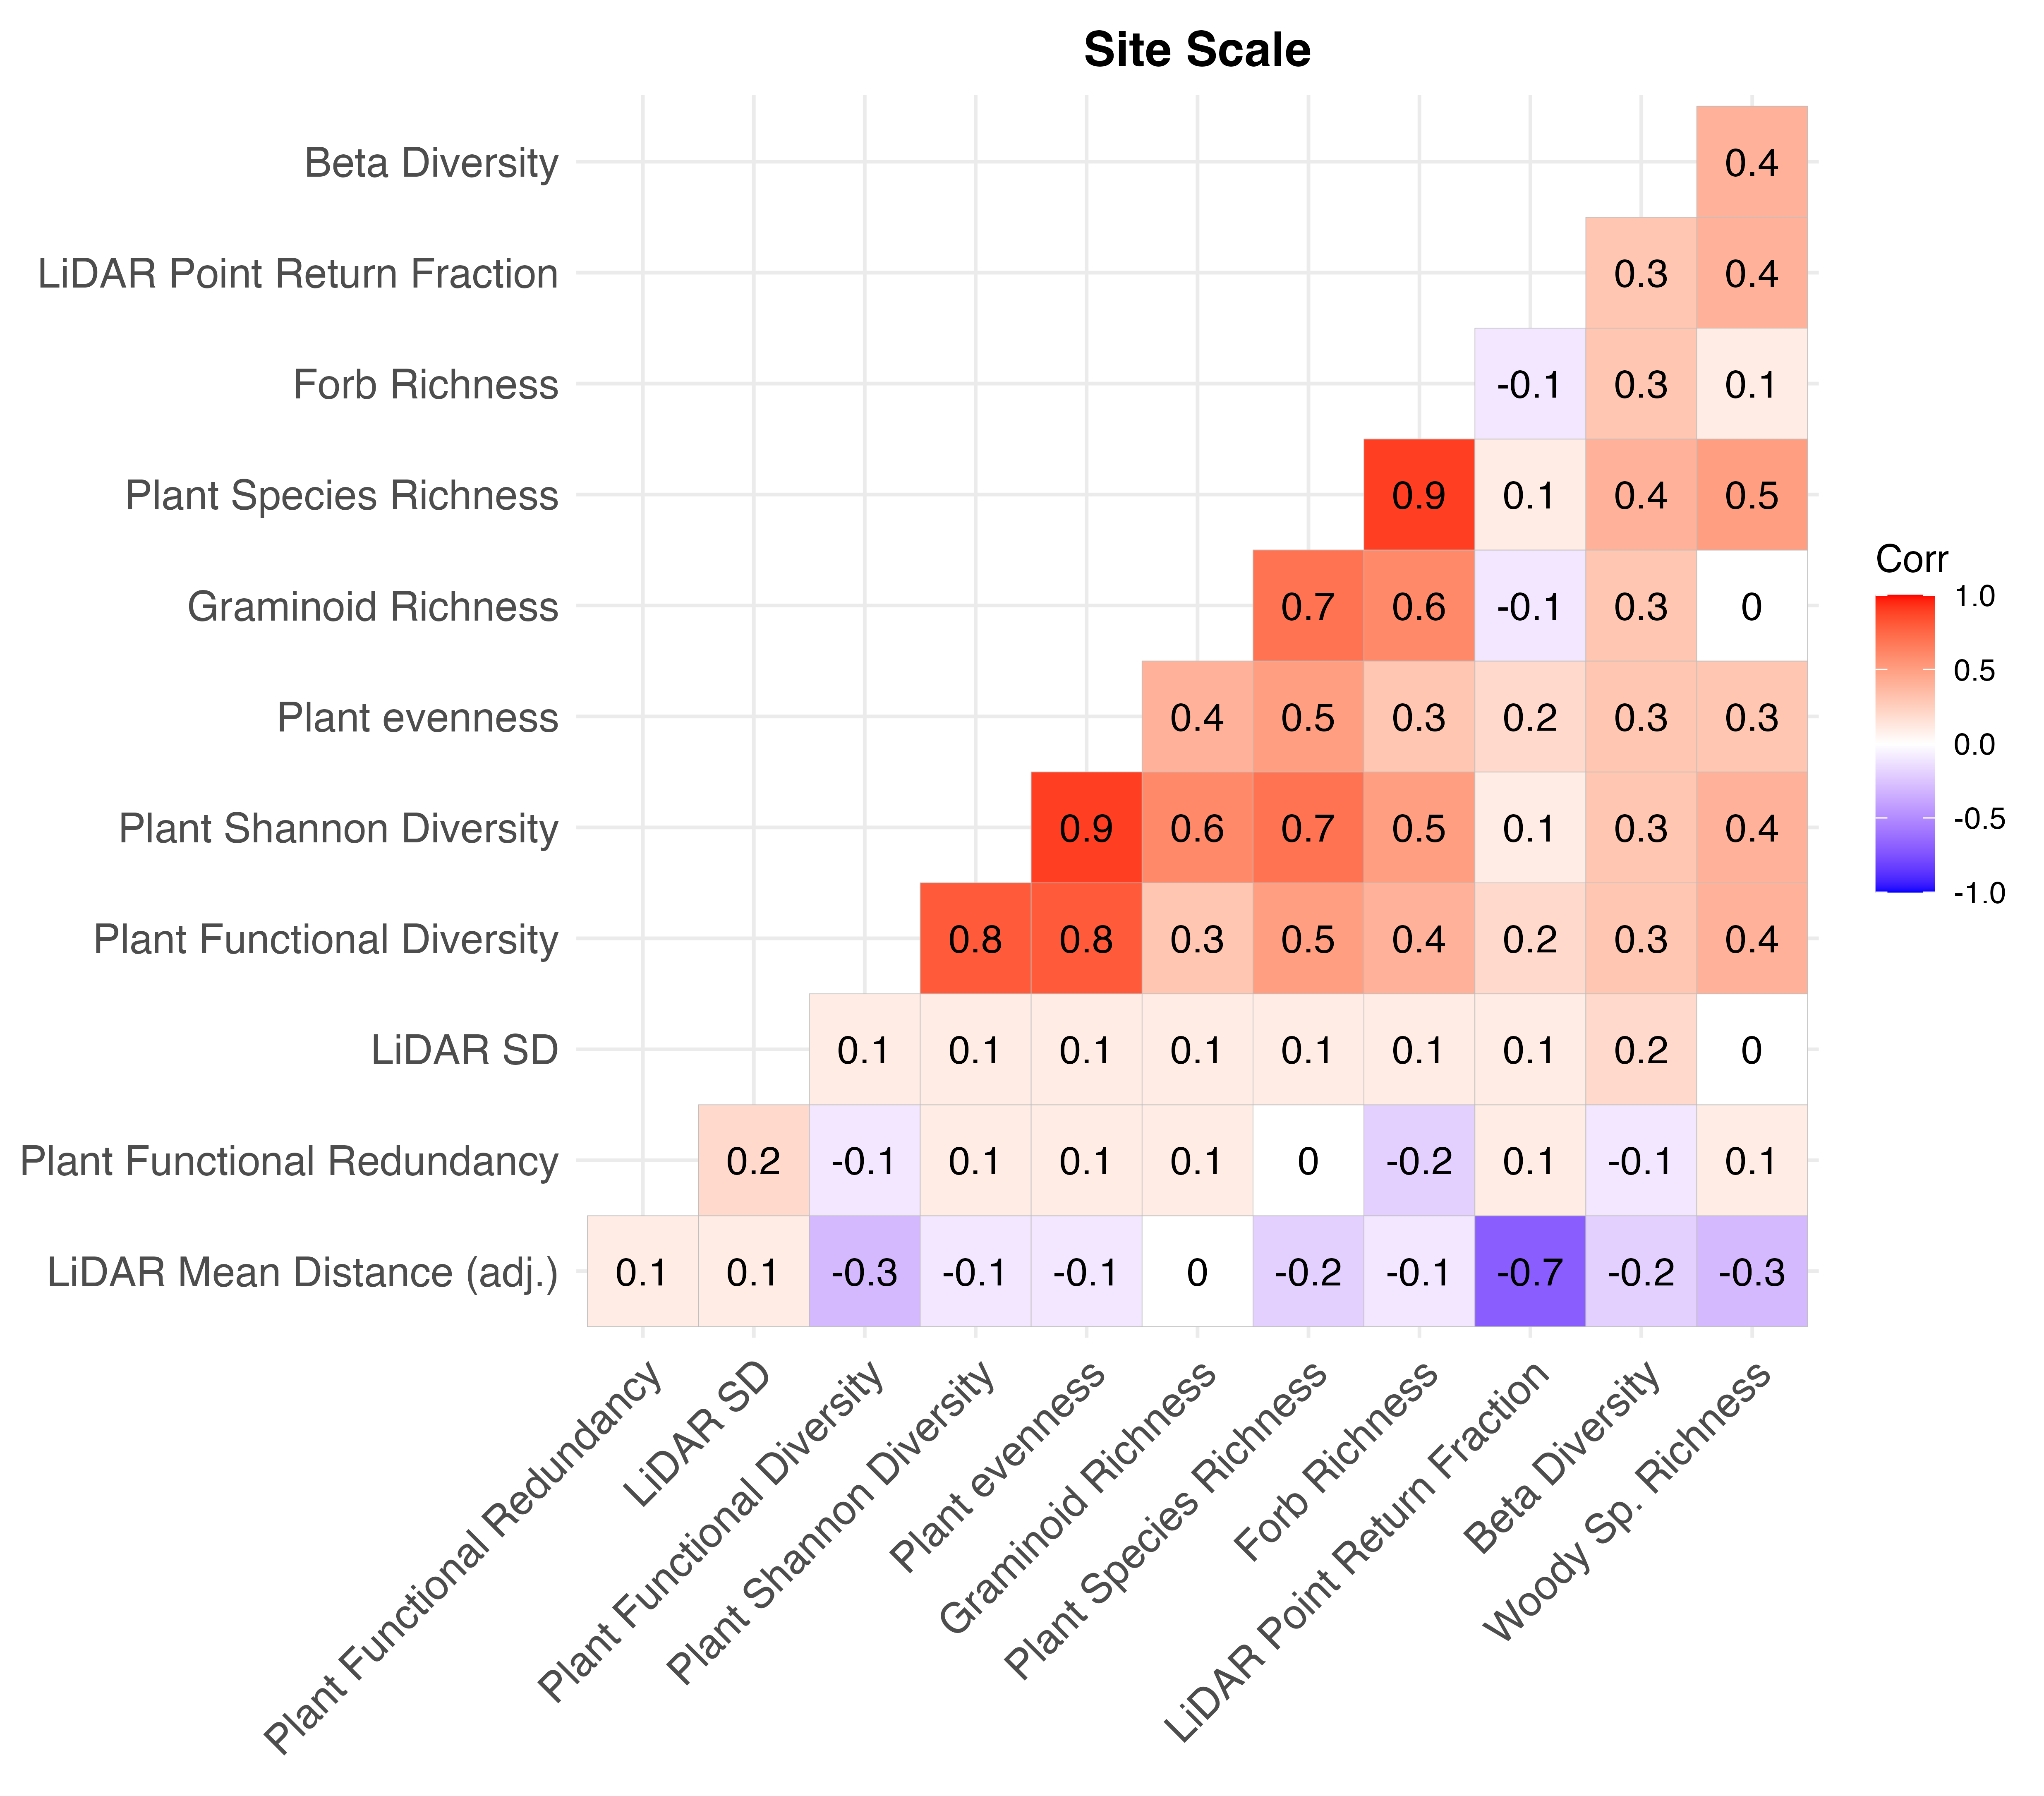 Site Scale
Beta Diversity 0.4
LiDAR Point Return Fraction 0.3 0.4
Forb Richness -0.1 0.3 0.1
Plant Species Richness 0.9 0.1 0.4 0.5
Graminoid Richness 0.7 0.6 -0.1 0.3 0
Plant evenness 0.4 0.5 0.3 0.2 0.3 0.3
Plant Shannon Diversity 0.9 0.6 0.7 0.5 0.1 0.3 0.4
Plant Functional Diversity 0.8 0.8 0.3 0.5 0.4 0.2 0.3 0.4
LiDAR SD 0.1 0.1 0.1 0.1 0.1 0.1 0.1 0.2 0
Plant Functional Redundancy 0.2 -0.1 0.1 0.1 0.1 0 -0.2 0.1 -0.1 0.1
LiDAR Mean Distance (adj.) 0.1 0.1 -0.3 -0.1 -0.1 0 -0.2 -0.1 -0.7 -0.2 -0.3
Plant Functional Redundancy
LiDAR SD
Plant Functional Diversity
Plant Shannon Diversity
Plant evenness
Graminoid Richness
Plant Species Richness
Forb Richness
LiDAR Point Return Fraction
Beta Diversity
Woody Sp. Richness
Corr
1.0
0.5
0.0
-0.5
-1.0